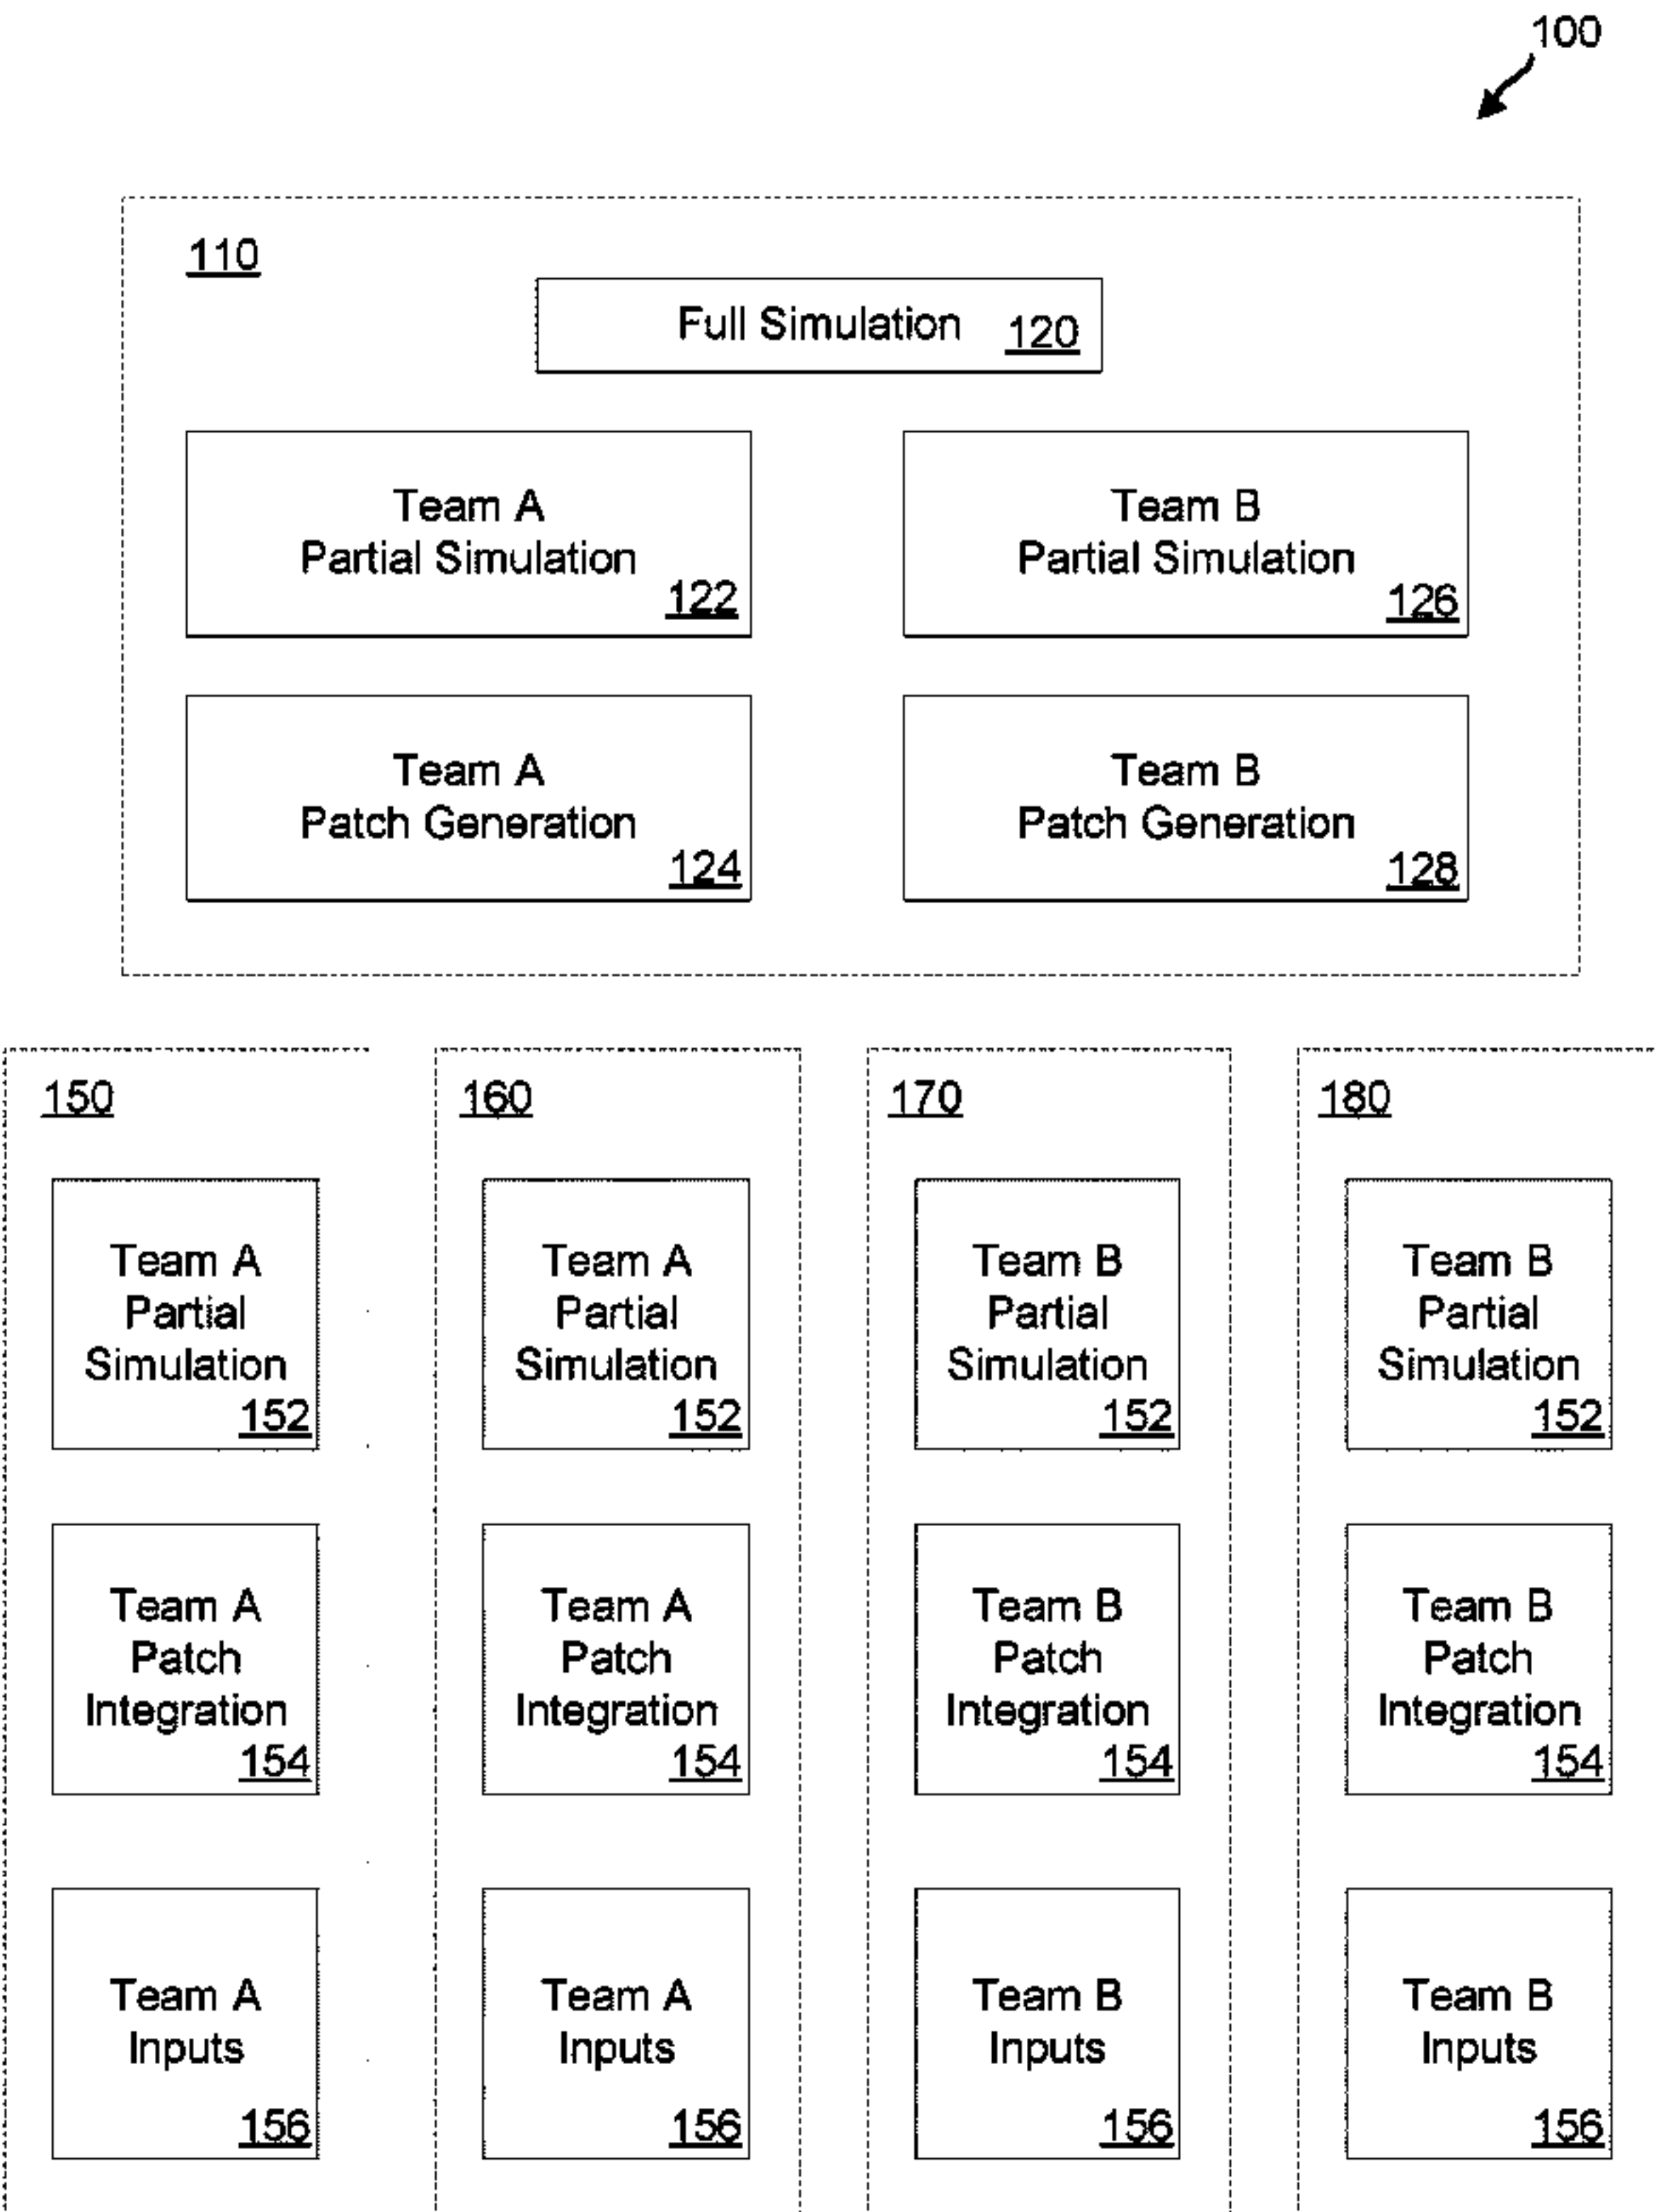 100
110
Full Simulation 120
Team A
Partial Simulation
122
Team B
Partial Simulation
126
Team A
Patch Generation
124
Team B
Patch Generation
128
150
Team A
Partial
Simulation
152
Team A
Patch
Integration
154
Team A
Inputs
156
160
Team A
Partial
Simulation
152
Team A
Patch
Integration
154
Team A
Inputs
156
170
Team B
Partial
Simulation
152
Team B
Patch
Integration
154
Team B
Inputs
156
180
Team B
Partial
Simulation
152
Team B
Patch
Integration
154
Team B
Inputs
156